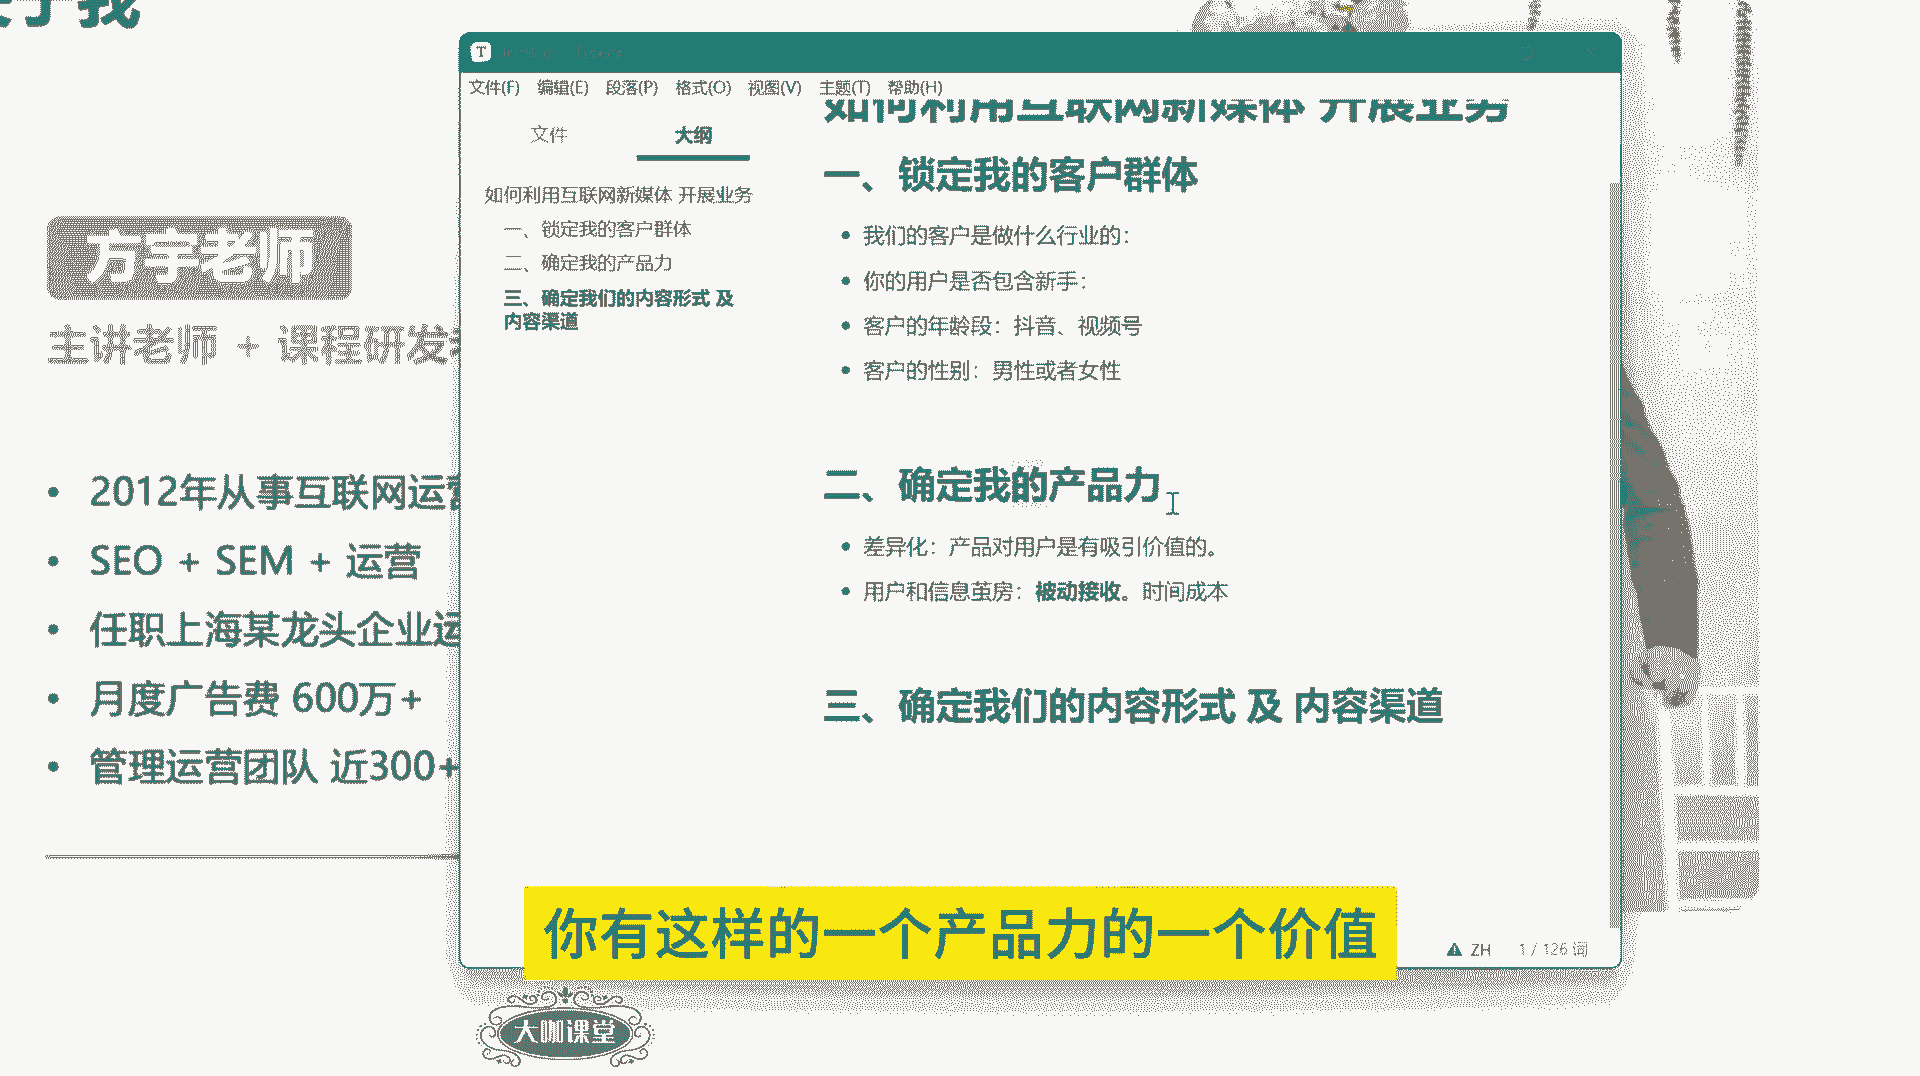 方宇老师
主讲老师 + 课程研发
2012年从事互联网运营
SEO + SEM + 运营
任职上海某龙头企业运
月度广告费 600万+
管理运营团队 近300+
T
文件(F) 编辑(E) 段落(P) 格式(O) 视图(V) 主题(T) 帮助(H)
文件 大纲
如何利用互联网新媒体 开展业务
一、锁定我的客户群体
二、确定我的产品力
三、确定我们的内容形式 及
内容渠道
如何利用互联网新媒体 开展业务
一、锁定我的客户群体
我们的客户是做什么行业的：
你的用户是否包含新手：
客户的年龄段：抖音、视频号
客户的性别：男性或者女性
二、确定我的产品力
差异化：产品对用户是有吸引价值的。
用户和信息茧房：被动接收。时间成本
三、确定我们的内容形式 及 内容渠道
ZH 1 / 126 词
你有这样的一个产品力的一个价值
大咖课堂